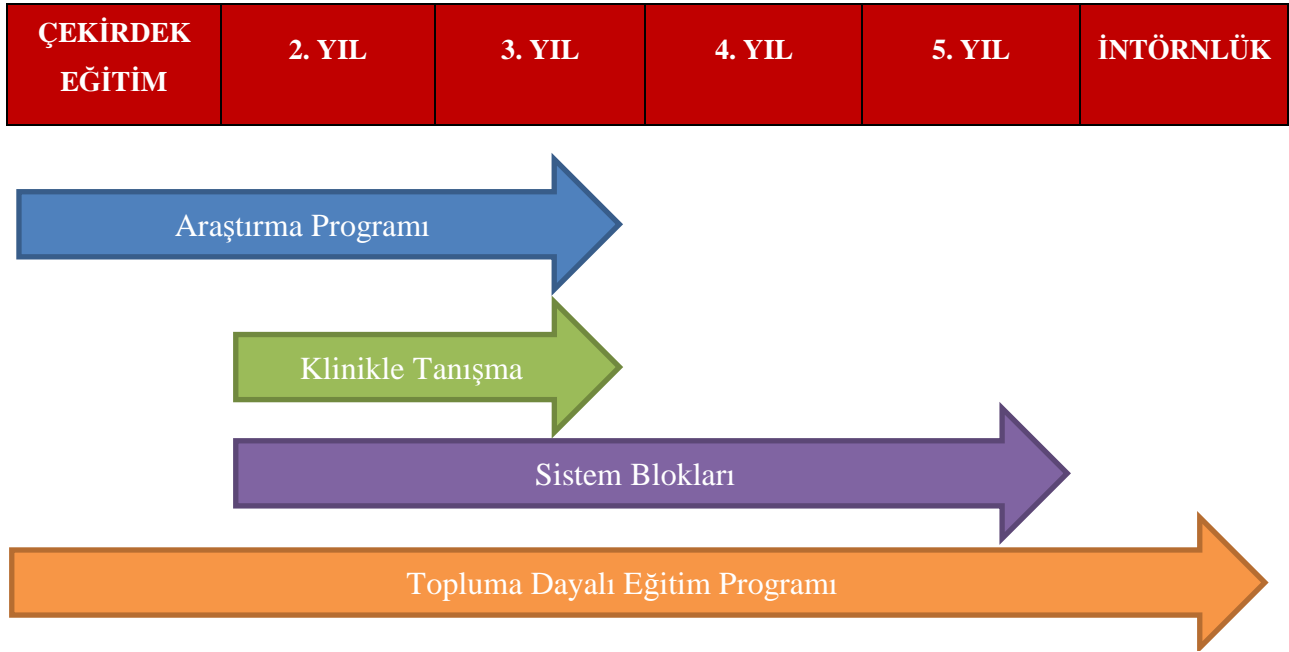 ÇEKİRDEK
EĞİTİM
2. YIL
3. YIL
4. YIL
5. YIL
İNTÖRNLÜK
Araştırma Programı
Klinikle Tanışma
Sistem Blokları
Topluma Dayalı Eğitim Programı